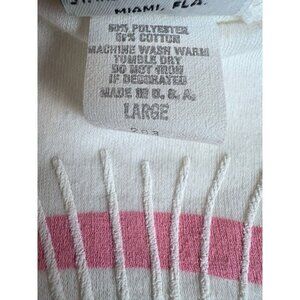 MIAMI, FLA.
50% POLYESTER
50% COTTON
MACHINE WASH WARM
TUMBLE DRY
DO NOT IRON
IF DECORATED
MADE IN U. S. A.
LARGE